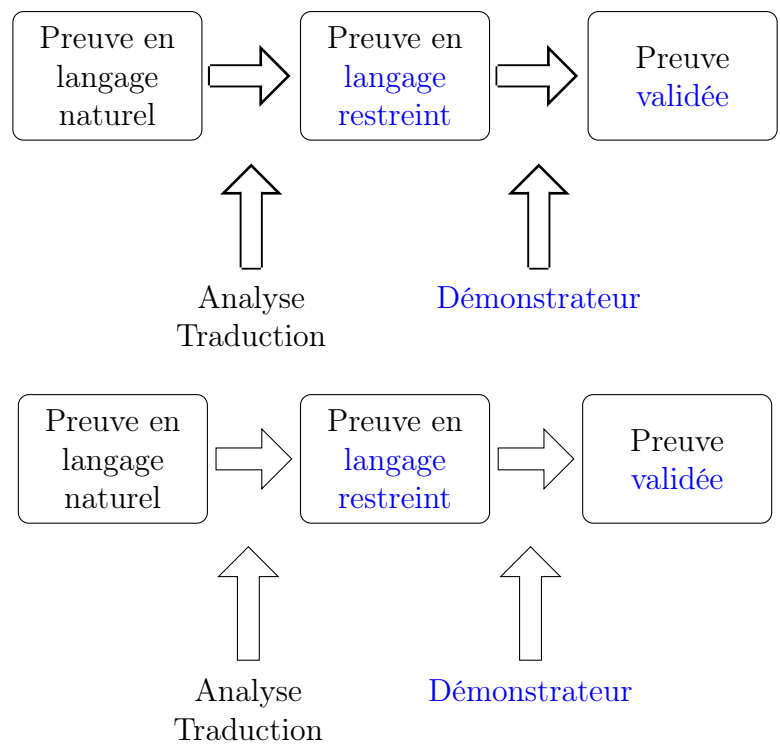 Preuve en
langage
naturel
Preuve en
langage
restreint
Preuve
validée
Analyse
Traduction
Démonstrateur
Preuve en
langage
naturel
Preuve en
langage
restreint
Preuve
validée
Analyse
Traduction
Démonstrateur